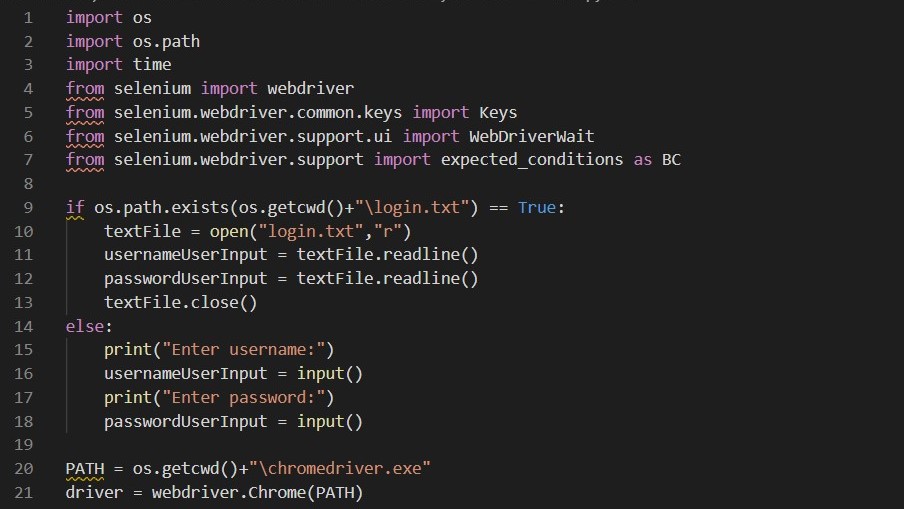 1 import os
2 import os.path
3 import time
4 from selenium import webdriver
5 from selenium.webdriver.common.keys import Keys
6 from selenium.webdriver.support.ui import WebDriverWait
7 from selenium.webdriver.support import expected_conditions as BC
8
9 if os.path.exists(os.getcwd()+"\login.txt") == True:
10     textFile = open("login.txt","r")
11     usernameUserInput = textFile.readline()
12     passwordUserInput = textFile.readline()
13     textFile.close()
14 else:
15     print("Enter username:")
16     usernameUserInput = input()
17     print("Enter password:")
18     passwordUserInput = input()
19
20 PATH = os.getcwd()+"\chromedriver.exe"
21 driver = webdriver.Chrome(PATH)